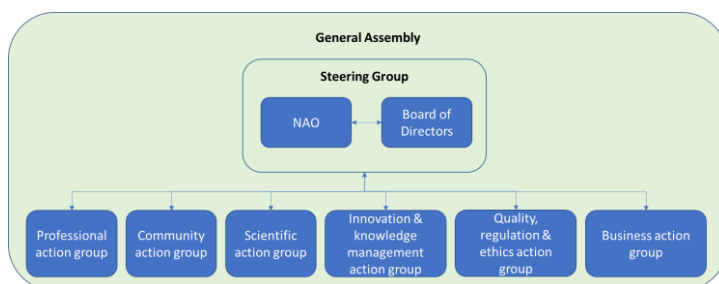 General Assembly
Steering Group
NAO
Board of
Directors
Professional
action group
Community
action group
Scientific
action group
Innovation &
knowledge
management
action group
Quality,
regulation &
ethics action
group
Business action
group